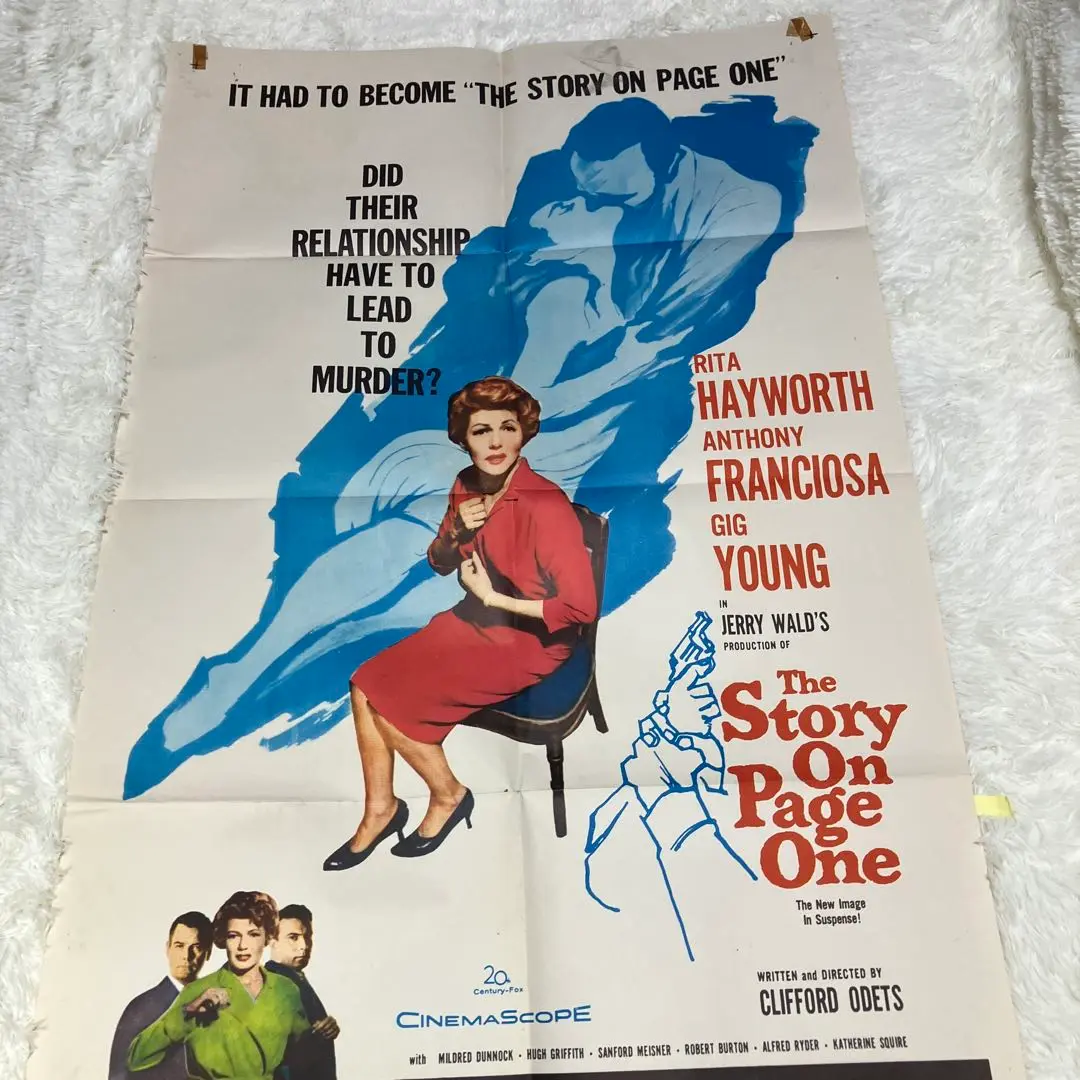 IT HAD TO BECOME “THE STORY ON PAGE ONE”
DID
THEIR
RELATIONSHIP
HAVE TO
LEAD
TO
MURDER?
RITA
HAYWORTH
ANTHONY
FRANCIOSA
GIG
YOUNG
IN
JERRY WALD'S
PRODUCTION OF
The
Story
On
Page
One
The New Image
In Suspense!
WRITTEN and DIRECTED BY
CLIFFORD ODETS
20th
Century-Fox
CINEMASCOPE
with MILDRED DUNNOCK · HUGH GRIFFITH · SANFORD MEISNER · ROBERT BURTON · ALFRED RYDER · KATHERINE SQUIRE